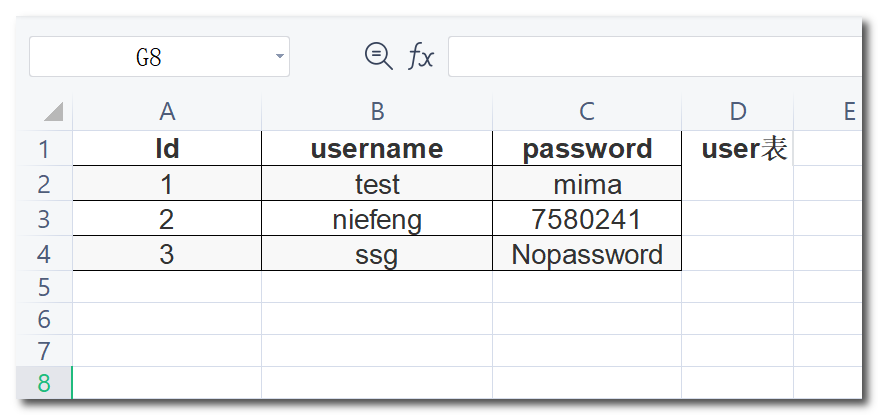 G8 fx
A B C D E
1 Id username password user表
2 1 test mima
3 2 niefeng 7580241
4 3 ssg Nopassword
5
6
7
8